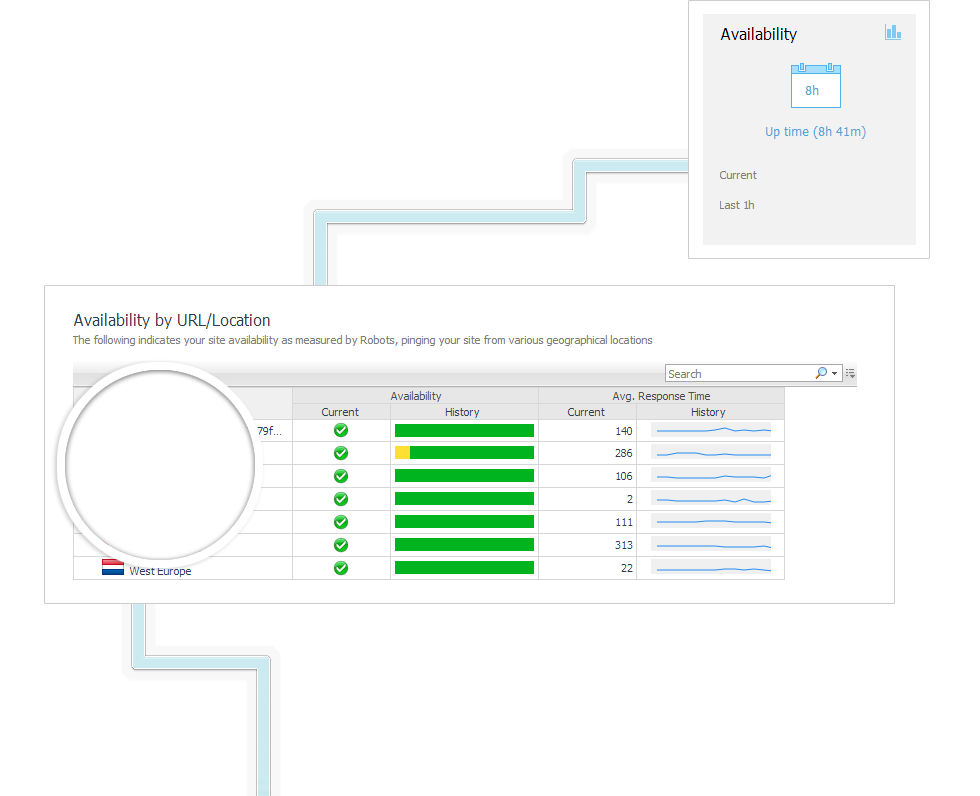 Availability
8h
Up time (8h 41m)
Current
Last 1h
Availability by URL/Location
The following indicates your site availability as measured by Robots, pinging your site from various geographical locations
Search
Availability Avg. Response Time
Current History Current History
79f... 140
286
106
2
111
313
West Europe 22